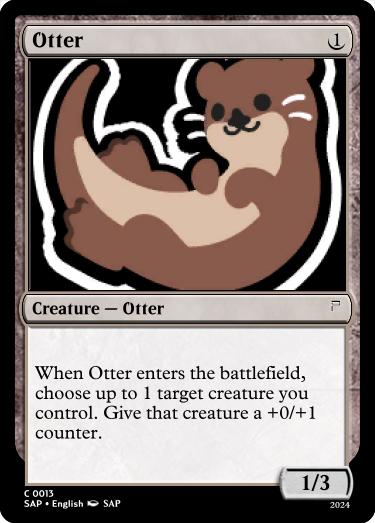 Otter 1
Creature — Otter
When Otter enters the battlefield,
choose up to 1 target creature you
control. Give that creature a +0/+1
counter.
1/3
C 0013
SAP • English SAP
2024